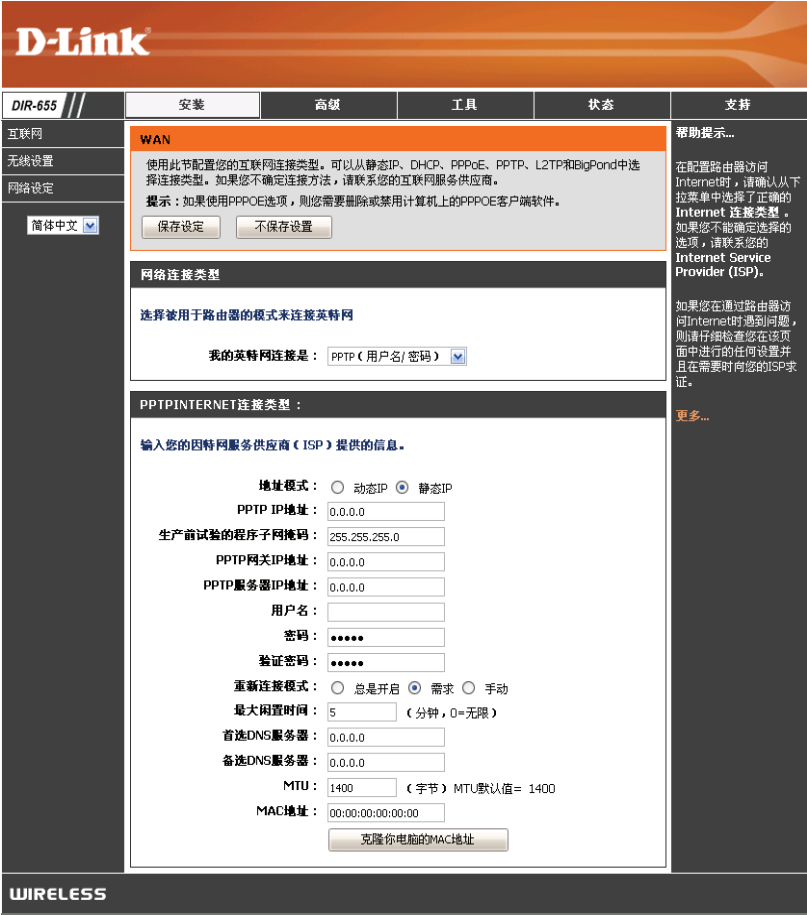 D-Link
DIR-655
安装
高级
工具
状态
支持
互联网
无线设置
网络设定
简体中文
WAN
使用此节配置您的互联网连接类型。可以从静态IP、DHCP、PPPoE、PPTP、L2TP和BigPond中选
择连接类型。如果您不确定连接方法，请联系您的互联网服务供应商。
提示：如果使用PPPOE选项，则您需要删除或禁用计算机上的PPPOE客户端软件。
保存设定
不保存设置
网络连接类型
选择被用于路由器的模式来连接英特网
我的英特网连接是： PPTP（用户名/密码）
PPTPINTERNET连接类型：
输入您的因特网服务供应商（ISP）提供的信息。
地址模式： 动态IP 静态IP
PPTP IP地址： 0.0.0.0
生产前试验的程序子网掩码： 255.255.255.0
PPTP网关IP地址： 0.0.0.0
PPTP服务器IP地址： 0.0.0.0
用户名：
密码： •••••
验证密码： •••••
重新连接模式： 总是开启 需求 手动
最大闲置时间： 5 （分钟，0=无限）
首选DNS服务器： 0.0.0.0
备选DNS服务器： 0.0.0.0
MTU： 1400 （字节）MTU默认值= 1400
MAC地址： 00:00:00:00:00:00
克隆你电脑的MAC地址
帮助提示...
在配置路由器访问
Internet时，请确认从下
拉菜单中选择了正确的
Internet 连接类型 。
如果您不能确定选择的
选项，请联系您的
Internet Service
Provider (ISP)。
如果您在通过路由器访
问Internet时遇到问题，
则请仔细检查您在该页
面中进行的任何设置并
且在需要时向您的ISP求
证。
更多...
WIRELESS